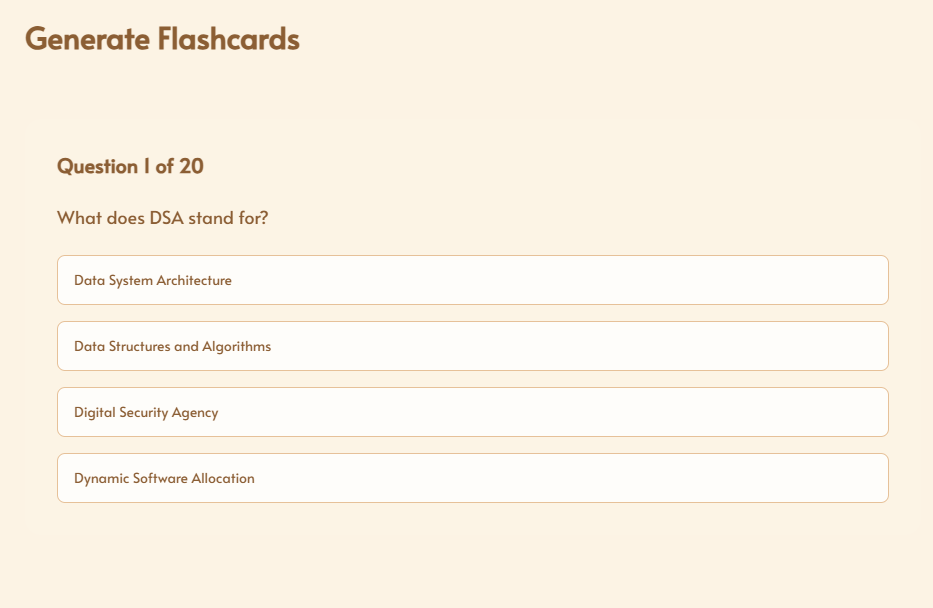 Generate Flashcards
Question 1 of 20
What does DSA stand for?
Data System Architecture
Data Structures and Algorithms
Digital Security Agency
Dynamic Software Allocation